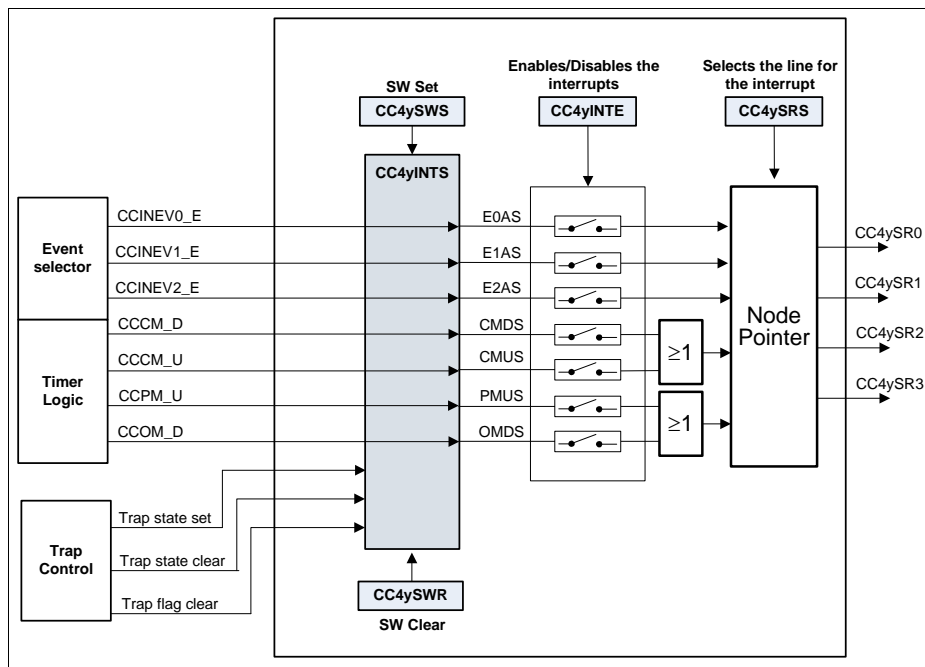 Enables/Disables the
interrupts
Selects the line for
the interrupt
SW Set
CC4ySWS
CC4yINTE
CC4ySRS
CC4yINTS
Event
selector
CCINEV0_E
CCINEV1_E
CCINEV2_E
E0AS
E1AS
E2AS
Timer
Logic
CCCM_D
CCCM_U
CCPM_U
CCOM_D
CMDS
CMUS
PMUS
OMDS
≥1
≥1
Node
Pointer
CC4ySR0
CC4ySR1
CC4ySR2
CC4ySR3
Trap
Control
Trap state set
Trap state clear
Trap flag clear
CC4ySWR
SW Clear